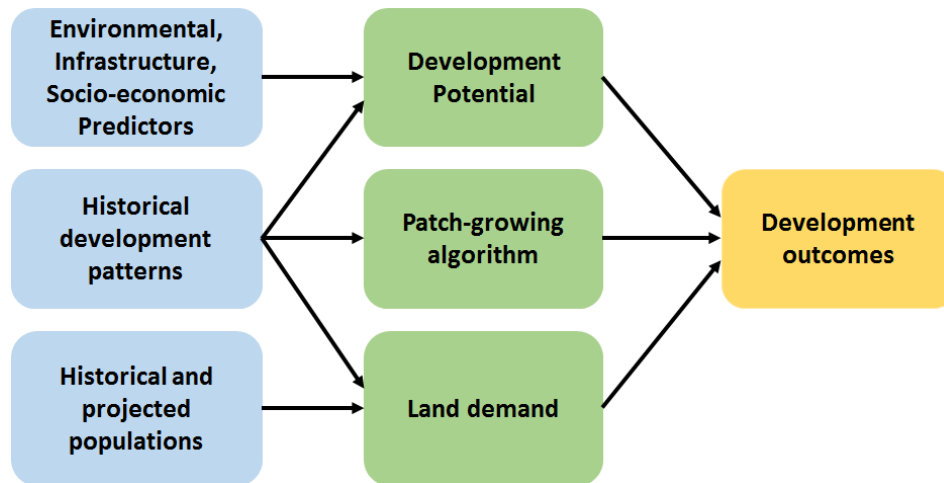 Environmental,
Infrastructure,
Socio-economic
Predictors
Development
Potential
Historical
development
patterns
Patch-growing
algorithm
Development
outcomes
Historical and
projected
populations
Land demand